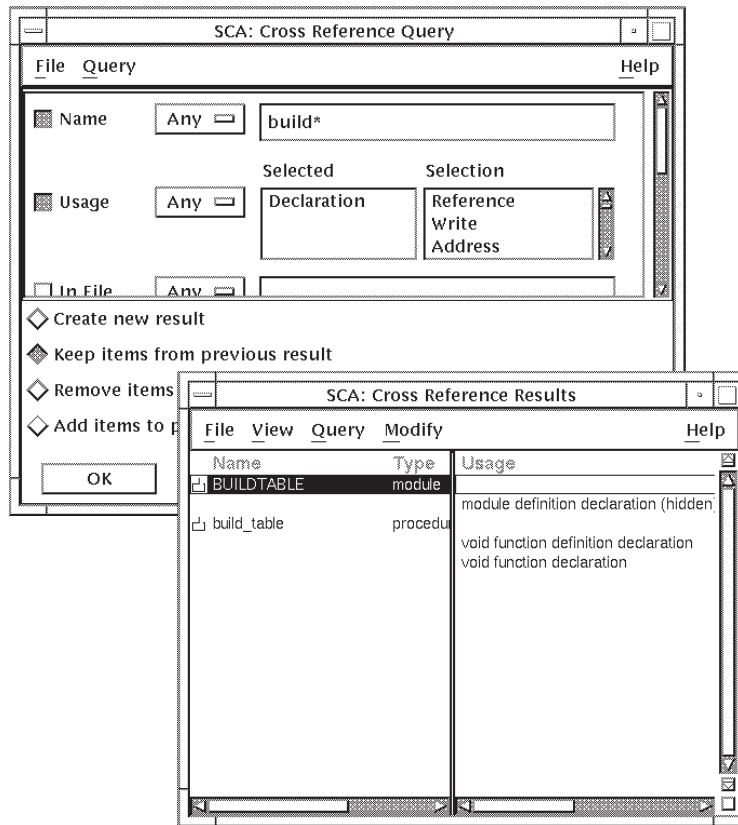 SCA: Cross Reference Query
File Query Help
Name Any build*
Selected Selection
Usage Any Declaration Reference
Write
Address
In File Any
Create new result
Keep items from previous result
Remove items
Add items to p
OK
SCA: Cross Reference Results
File View Query Modify Help
Name Type Usage
BUILDTABLE module
module definition declaration (hidden)
build_table procedu
void function definition declaration
void function declaration